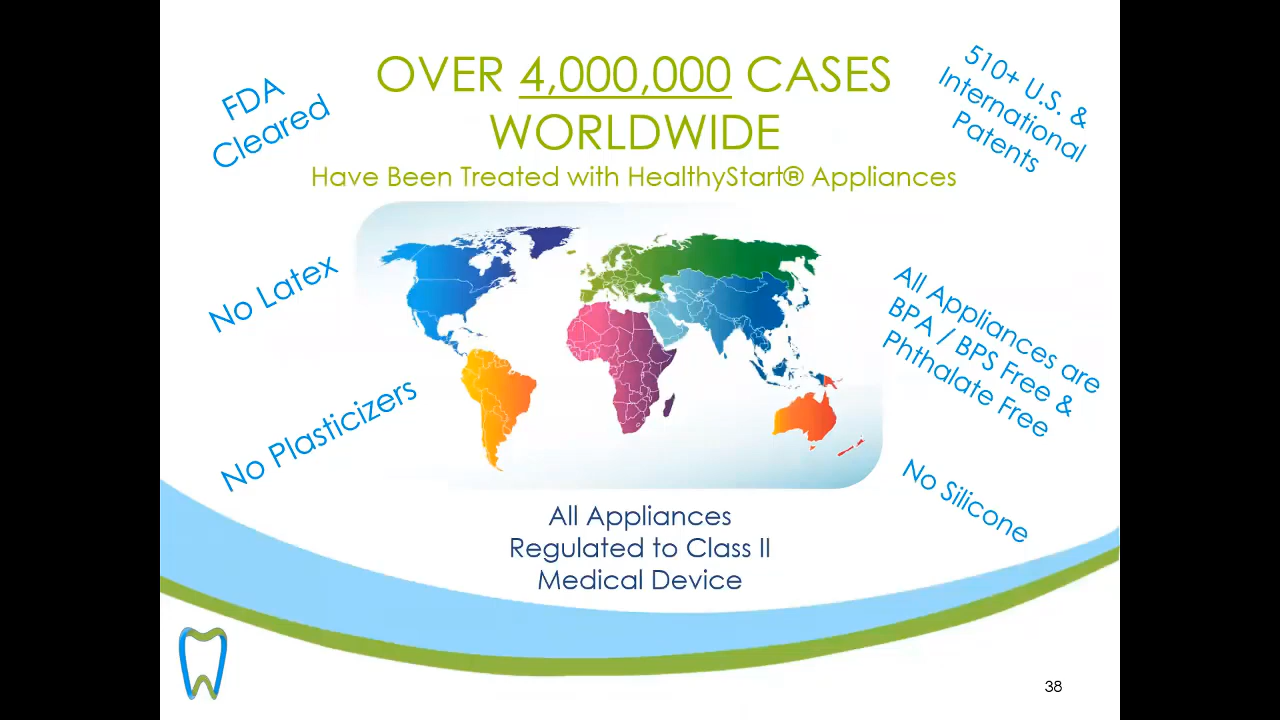 OVER 4,000,000 CASES
WORLDWIDE
Have Been Treated with HealthyStart® Appliances
FDA
Cleared
510+ U.S. &
International
Patents
No Latex
No Plasticizers
All Appliances are
BPA / BPS Free &
Phthalate Free
No Silicone
All Appliances
Regulated to Class II
Medical Device
38